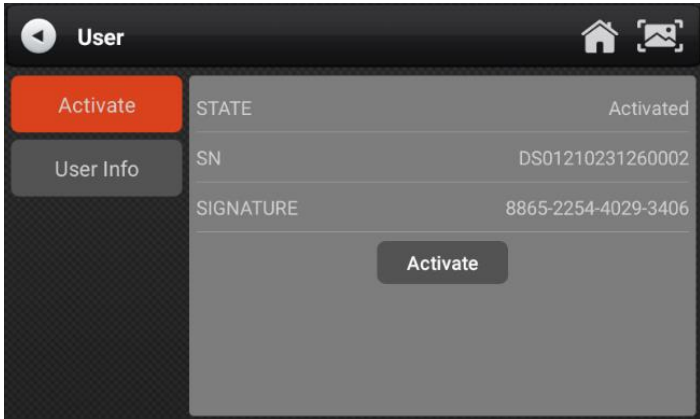 User
Activate
User Info
STATE Activated
SN DS01210231260002
SIGNATURE 8865-2254-4029-3406
Activate